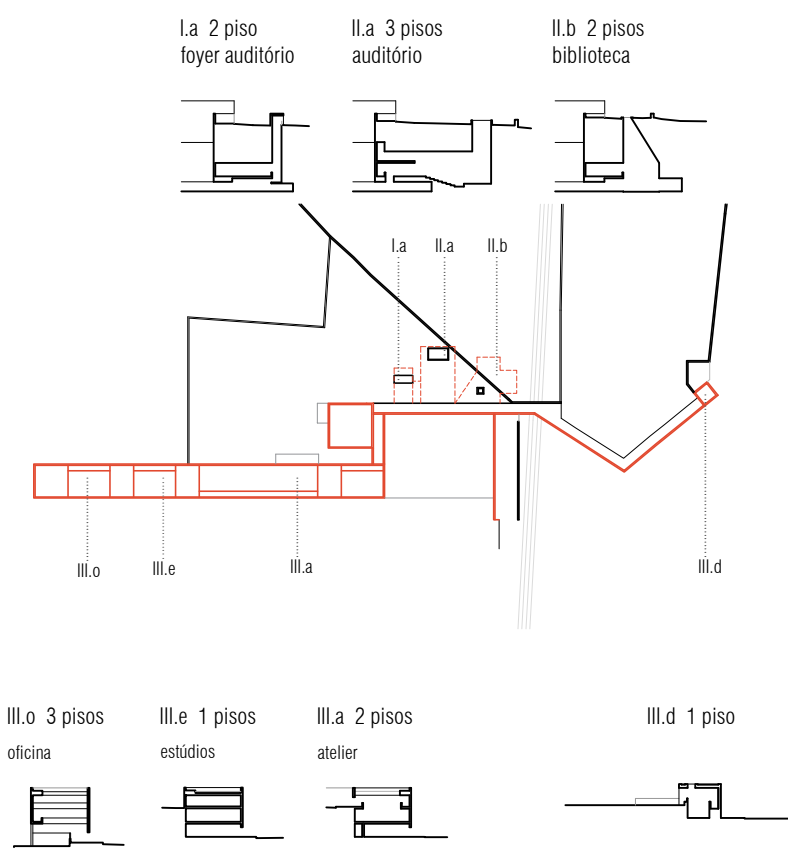 I.a 2 piso
foyer auditório
II.a 3 pisos
auditório
II.b 2 pisos
biblioteca
I.a
II.a
II.b
III.o
III.e
III.a
III.d
III.o 3 pisos
oficina
III.e 1 pisos
estúdios
III.a 2 pisos
atelier
III.d 1 piso